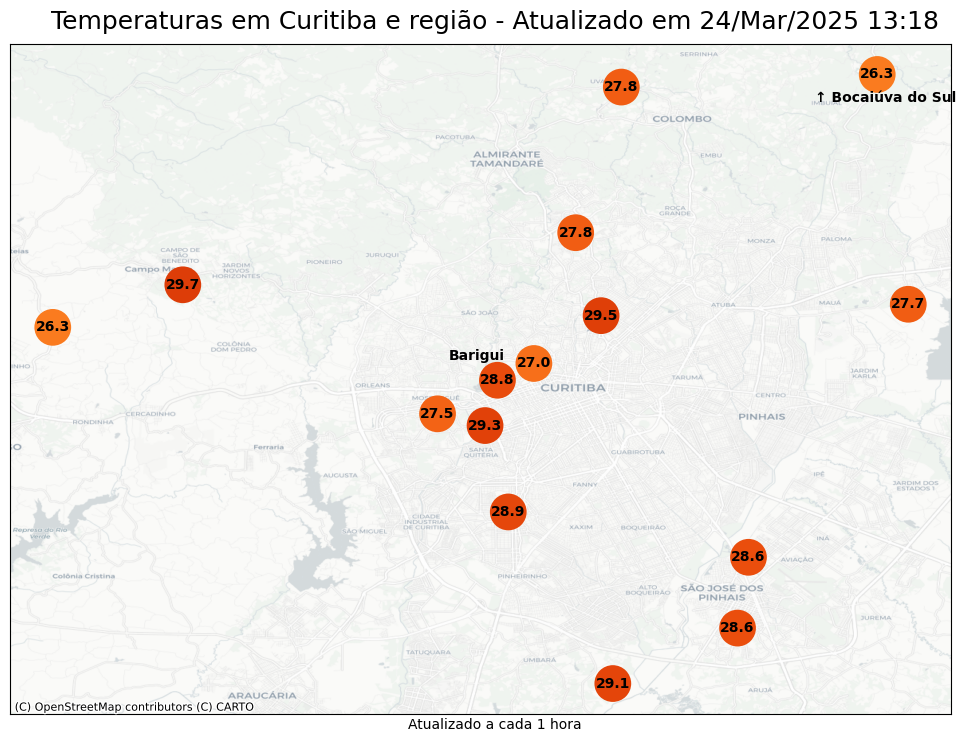 Temperaturas em Curitiba e região - Atualizado em 24/Mar/2025 13:18
SERRINHA
26.3
27.8
↑ Bocaiúva do Sul
COLOMBO
PACOTUBA
ALMIRANTE
TAMANDARÉ
EMBU
ROÇA
GRANDE
27.8
MONZA
PALOMA
CAMPO DE
SÃO
BENEDITO
JURUQUI
PIONEIRO
JARDIM
NOVOS
HORIZONTES
29.7
27.7
MAUÁ
ATUBA
SÃO JOÃO
29.5
26.3
COLÔNIA
DOM PEDRO
Barigui
27.0
JARDIM
KARLA
TARUMÃ
28.8
ORLEANS
CURITIBA
CENTRO
27.5
CERCADINHO
PINHAIS
RONDINHA
29.3
Ferraria
SANTA
QUITÉRIA
GUABIROTUBA
AUGUSTA
IPÊ
FANNY
JARDIM DOS
ESTADOS I
28.9
CIDADE
INDUSTRIAL
DE CURITIBA
XAXIM
BOQUEIRÃO
SÃO MIGUEL
Represa do Rio
Verde
INÁ
28.6
AVIAÇÃO
Colônia Cristina
PINHEIRINHO
ALTO
BOQUEIRÃO
SÃO JOSÉ DOS
PINHAIS
JUREMA
28.6
TATUQUARA
UMBARÁ
29.1
ARUJÁ
ARAUCÁRIA
(C) OpenStreetMap contributors (C) CARTO
Atualizado a cada 1 hora